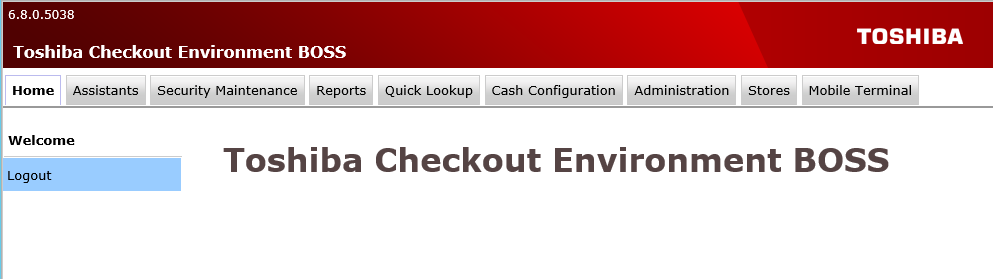 6.8.0.5038
Toshiba Checkout Environment BOSS
TOSHIBA
Home Assistants Security Maintenance Reports Quick Lookup Cash Configuration Administration Stores Mobile Terminal
Welcome
Toshiba Checkout Environment BOSS
Logout